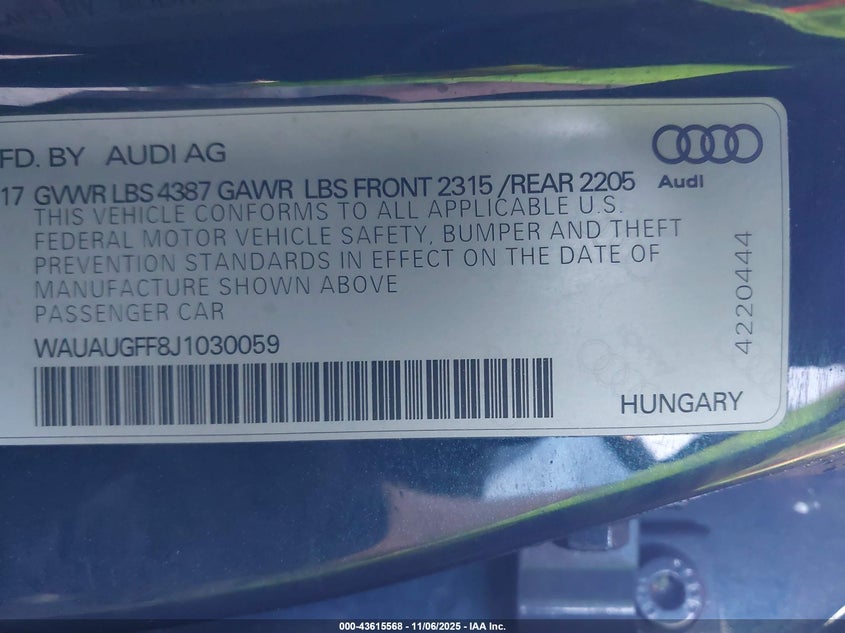 FD. BY AUDI AG
17 GVWR LBS 4387 GAWR LBS FRONT 2315 /REAR 2205
Audi
THIS VEHICLE CONFORMS TO ALL APPLICABLE U.S.
FEDERAL MOTOR VEHICLE SAFETY, BUMPER AND THEFT
PREVENTION STANDARDS IN EFFECT ON THE DATE OF
MANUFACTURE SHOWN ABOVE
PASSENGER CAR
WAUAUGFF8J1030059
4220444
HUNGARY
000-43615568 - 11/06/2025 - IAA Inc.